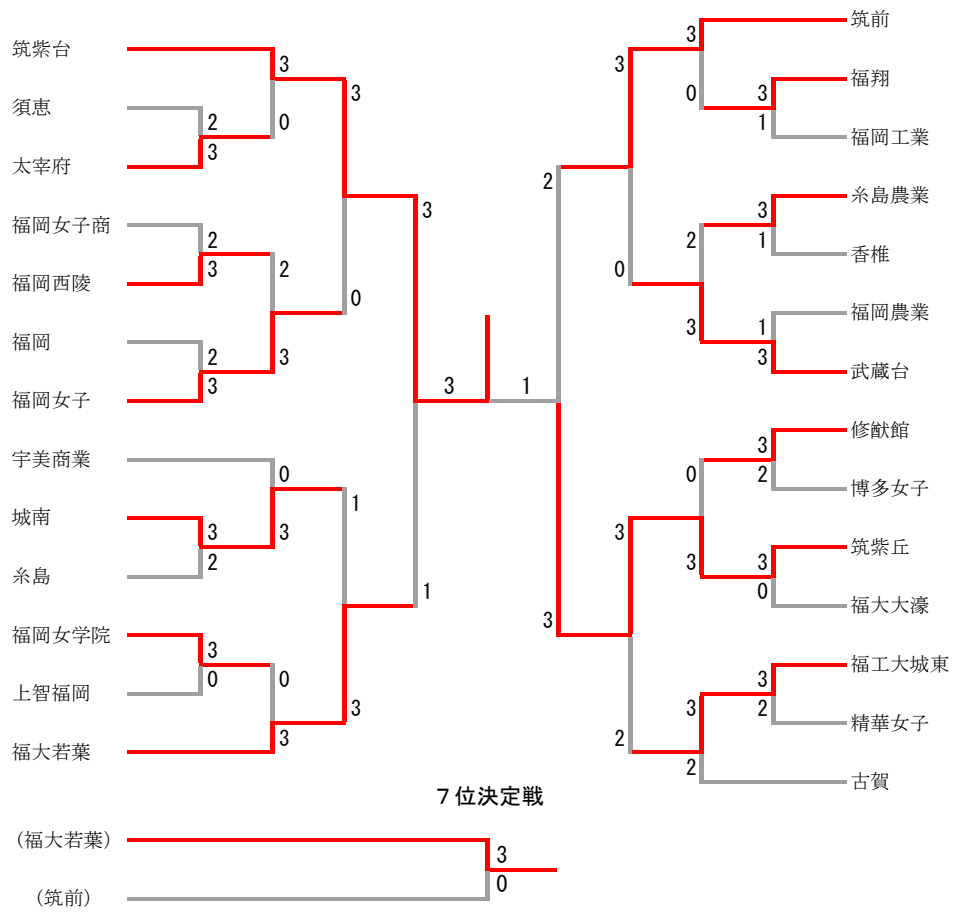 筑紫台
須恵
太宰府
福岡女子商
福岡西陵
福岡
福岡女子
宇美商業
城南
糸島
福岡女学院
上智福岡
福大若葉
3
0
2
3
3
0
2
3
2
3
2
3
3
1
0
3
3
2
1
3
3
0
0
3
3
1
2
3
3
0
3
0
3
1
2
3
3
1
1
3
3
2
0
3
3
2
3
0
3
2
3
2
筑前
福翔
福岡工業
糸島農業
香椎
福岡農業
武蔵台
修猷館
博多女子
筑紫丘
福大大濠
福工大城東
精華女子
古賀
７位決定戦
(福大若葉)
(筑前)
3
0